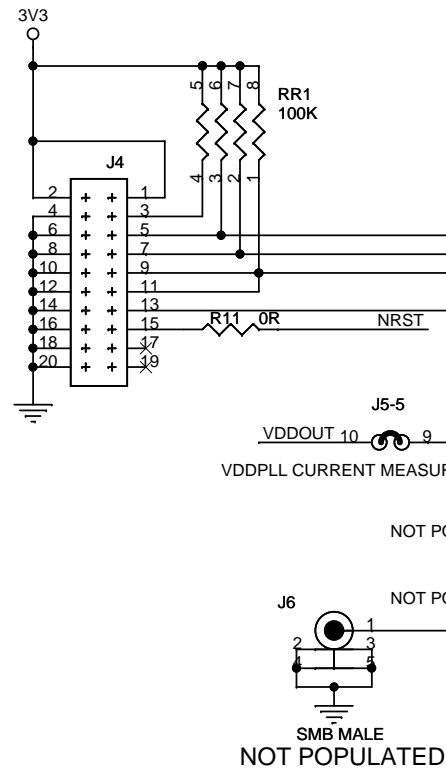 3V3
5 6 7 8
RR1
100K
J4
4 3 2 1
2 1
4 3
6 5
8 7
10 9
12 11
14 13
16 15 R11 0R NRST
18 17
20 19
J5-5
VDDOUT 10 9
VDDPLL CURRENT MEASUR
NOT PO
NOT PO
J6
1
2 3
4 5
SMB MALE
NOT POPULATED